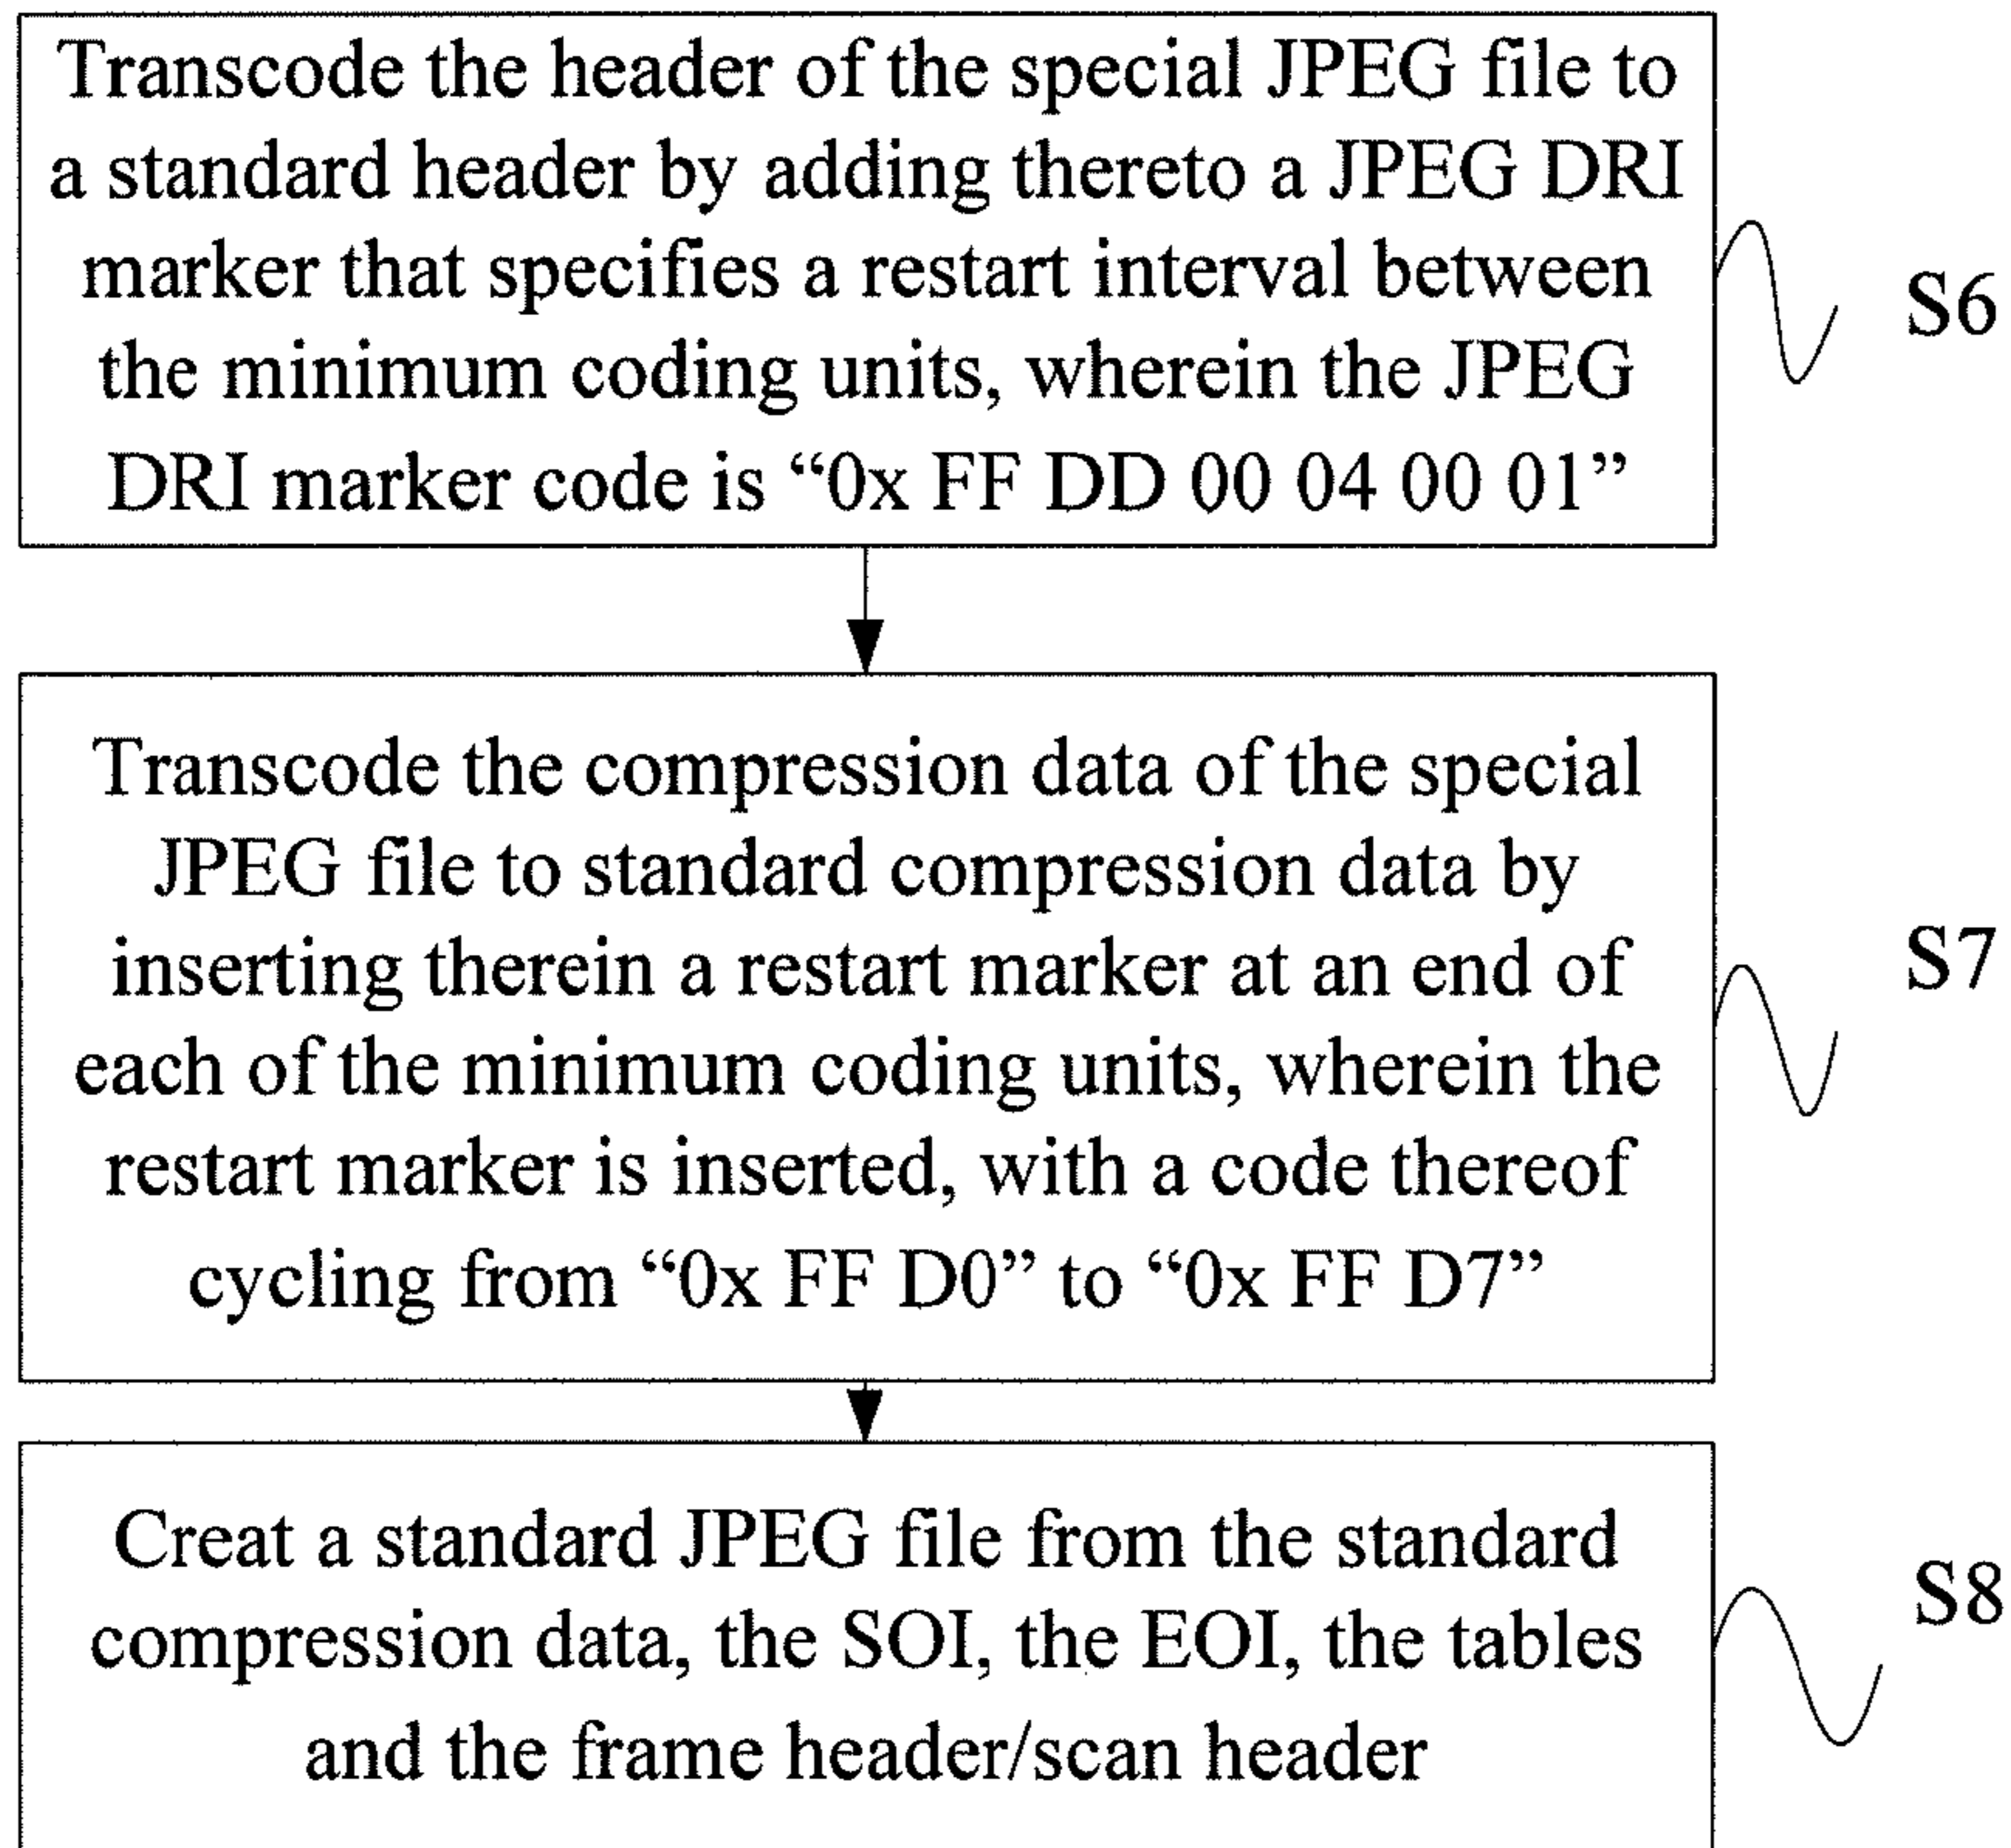 Transcode the header of the special JPEG file to
a standard header by adding thereto a JPEG DRI
marker that specifies a restart interval between
the minimum coding units, wherein the JPEG
DRI marker code is “0x FF DD 00 04 00 01”
S6
Transcode the compression data of the special
JPEG file to standard compression data by
inserting therein a restart marker at an end of
each of the minimum coding units, wherein the
restart marker is inserted, with a code thereof
cycling from “0x FF D0” to “0x FF D7”
S7
Creat a standard JPEG file from the standard
compression data, the SOI, the EOI, the tables
and the frame header/scan header
S8